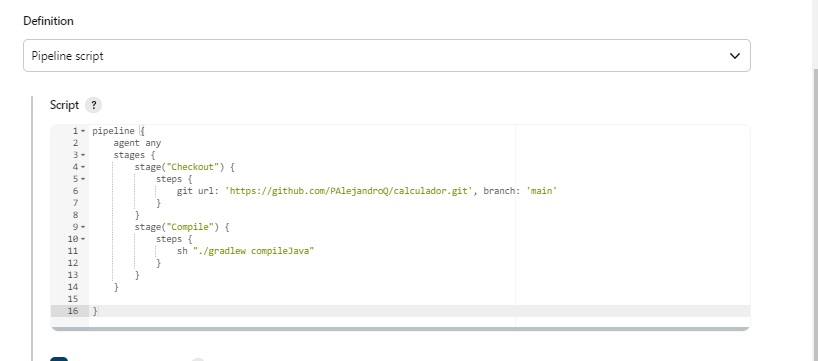 Definition
Pipeline script
Script ?
1 pipeline {
2 agent any
3 stages {
4 stage("Checkout") {
5 steps {
6 git url: 'https://github.com/PAlejandroQ/calculador.git', branch: 'main'
7 }
8 }
9 stage("Compile") {
10 steps {
11 sh "./gradlew compileJava"
12 }
13 }
14 }
15
16 }